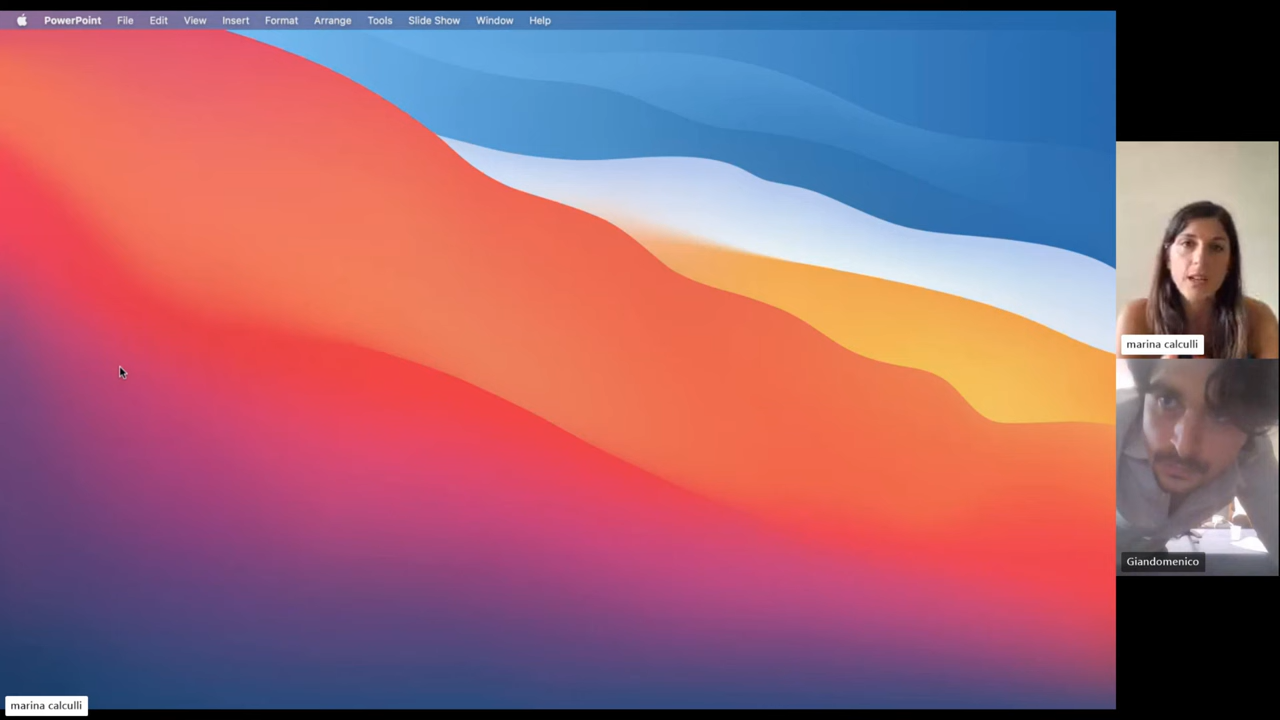 PowerPoint File Edit View Insert Format Arrange Tools Slide Show Window Help
marina calculli
Giandomenico
marina calculli